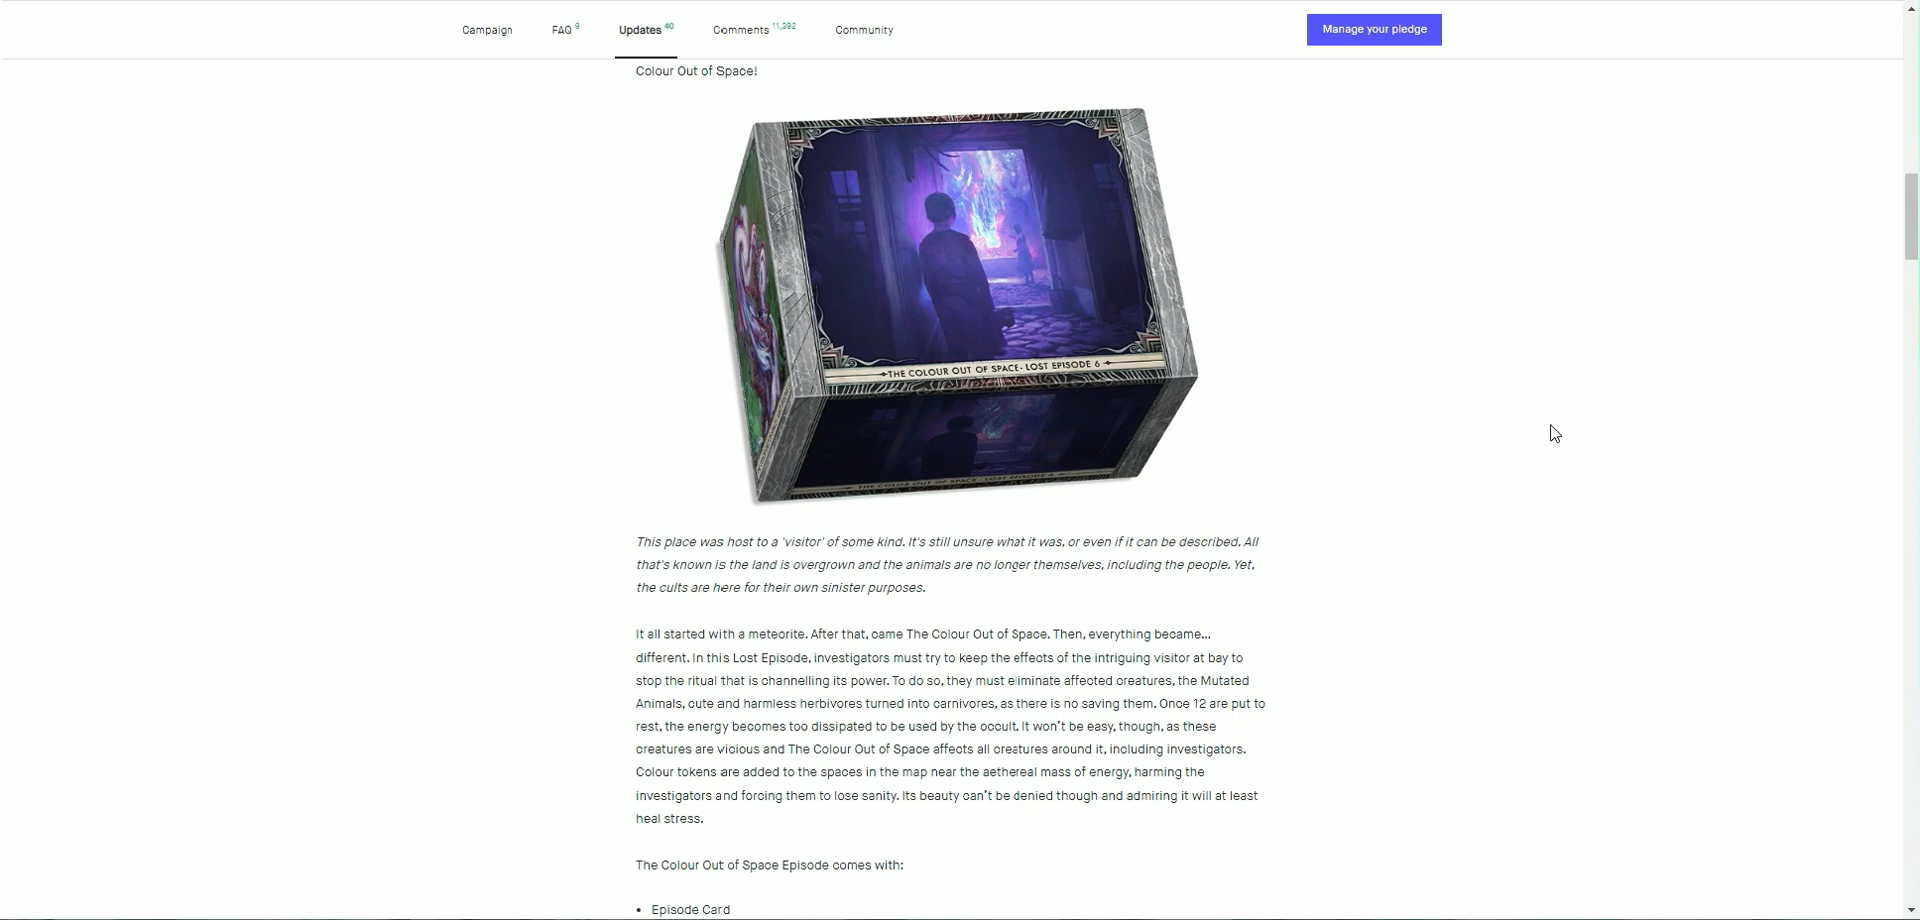 Campaign FAQ 9 Updates 40 Comments 11,392 Community Manage your pledge
Colour Out of Space!
THE COLOUR OUT OF SPACE - LOST EPISODE 6
THE COLOUR OUT OF SPACE - LOST EPISODE 6
This place was host to a 'visitor' of some kind. It's still unsure what it was, or even if it can be described. All
that's known is the land is overgrown and the animals are no longer themselves, including the people. Yet,
the cults are here for their own sinister purposes.
It all started with a meteorite. After that, came The Colour Out of Space. Then, everything became...
different. In this Lost Episode, investigators must try to keep the effects of the intriguing visitor at bay to
stop the ritual that is channelling its power. To do so, they must eliminate affected creatures, the Mutated
Animals, cute and harmless herbivores turned into carnivores, as there is no saving them. Once 12 are put to
rest, the energy becomes too dissipated to be used by the occult. It won't be easy, though, as these
creatures are vicious and The Colour Out of Space affects all creatures around it, including investigators.
Colour tokens are added to the spaces in the map near the aethereal mass of energy, harming the
investigators and forcing them to lose sanity. Its beauty can't be denied though and admiring it will at least
heal stress.
The Colour Out of Space Episode comes with:
• Episode Card